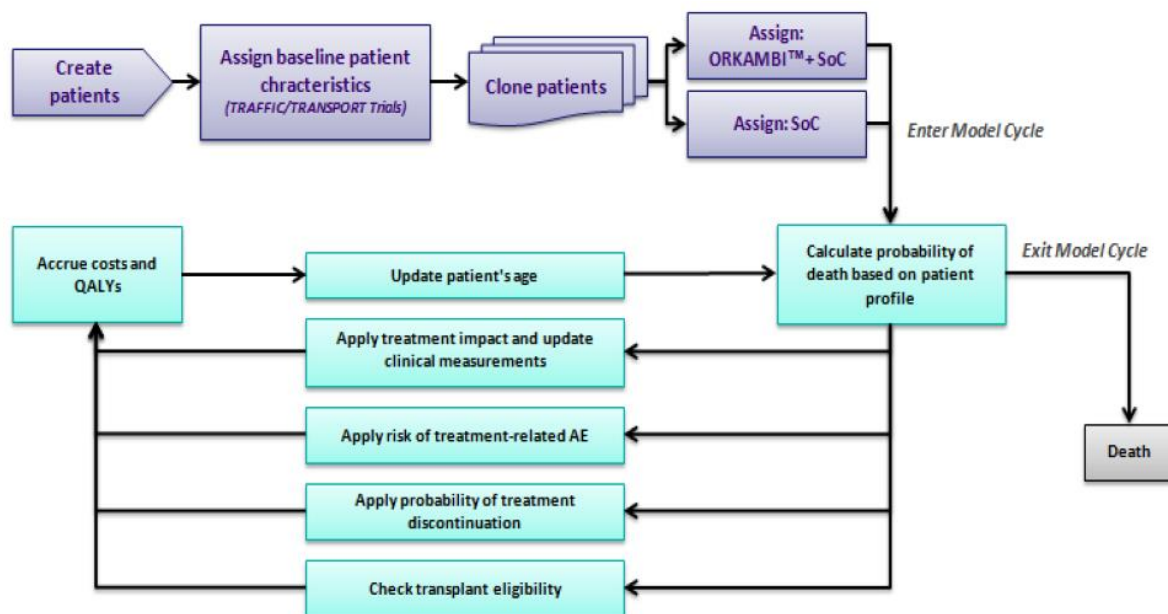 Create
patients
Assign baseline patient
chracteristics
(TRAFFIC/TRANSPORT Trials)
Clone patients
Assign:
ORKAMBI™+ SoC
Assign: SoC
Enter Model Cycle
Accrue costs and
QALYs
Update patient's age
Calculate probability of
death based on patient
profile
Exit Model Cycle
Apply treatment impact and update
clinical measurements
Apply risk of treatment-related AE
Death
Apply probability of treatment
discontinuation
Check transplant eligibility